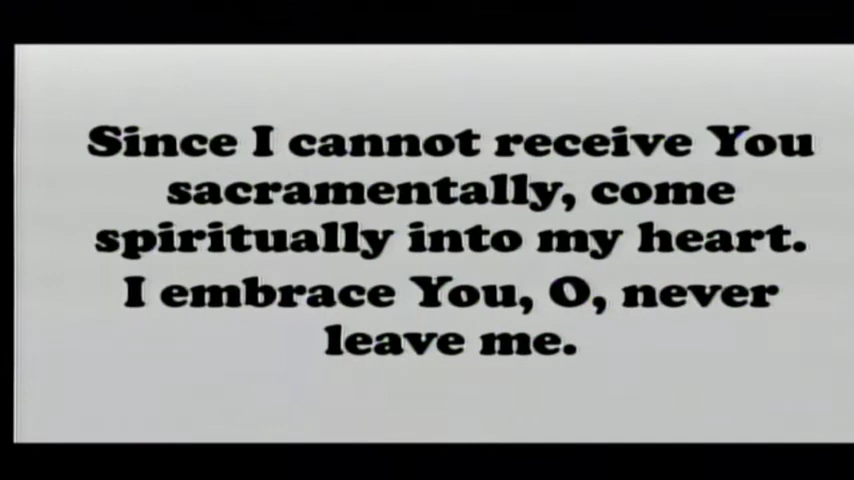 Since I cannot receive You
sacramentally, come
spiritually into my heart.
I embrace You, O, never
leave me.